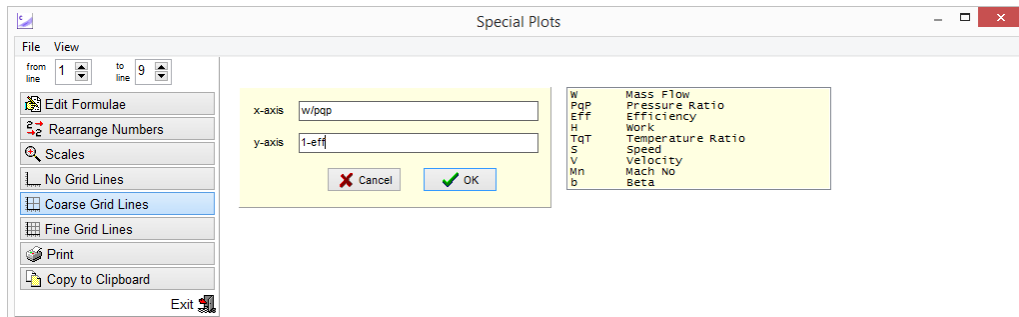 Special Plots
File View
from line 1 to line 9
Edit Formulae
Rearrange Numbers
Scales
No Grid Lines
Coarse Grid Lines
Fine Grid Lines
Print
Copy to Clipboard
Exit
x-axis w/pqp
y-axis 1-eff
Cancel OK
W Mass Flow
PqP Pressure Ratio
Eff Efficiency
H Work
TqT Temperature Ratio
S Speed
V Velocity
Mn Mach No
b Beta